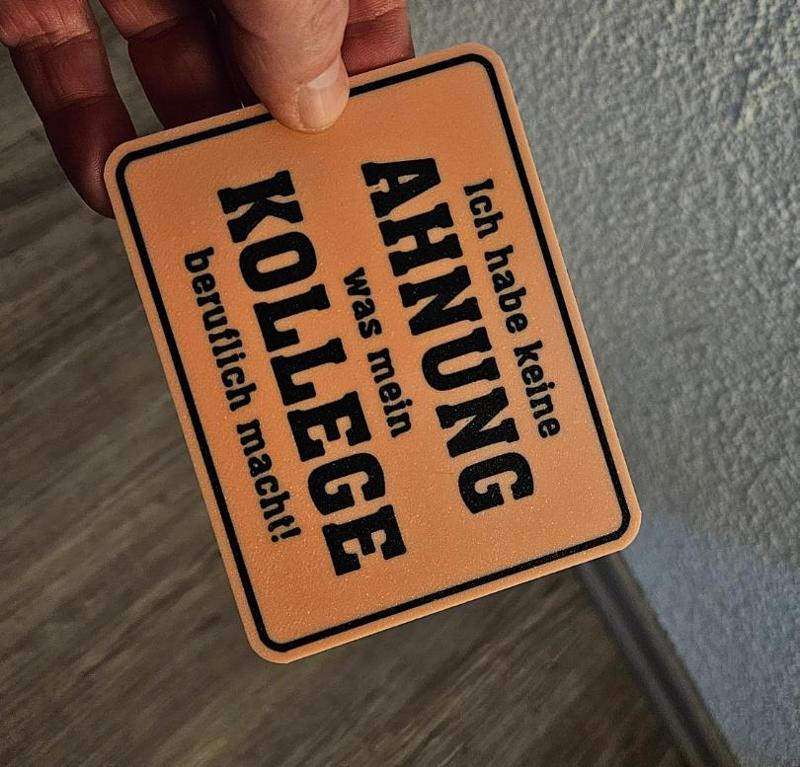 Ich habe keine
AHNUNG
was mein
KOLLEGE
beruflich macht!